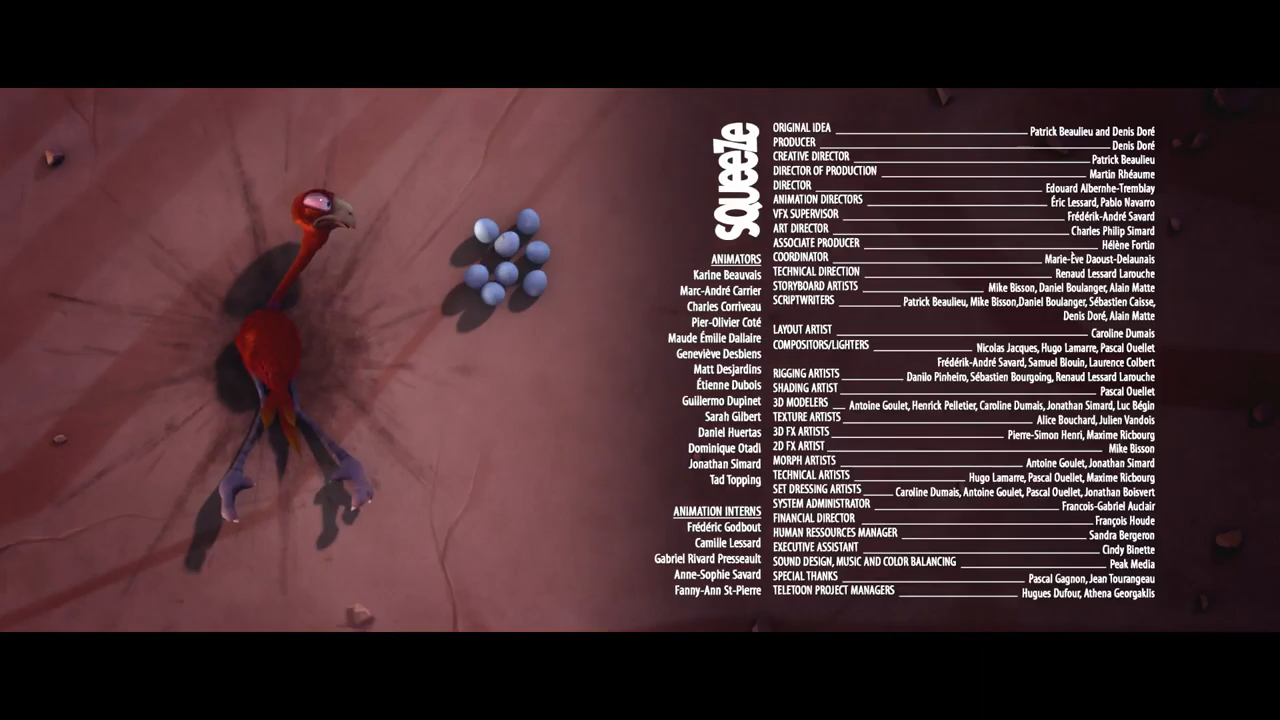 squeeze
ANIMATORS
Karine Beauvais
Marc-André Carrier
Charles Corriveau
Pier-Olivier Coté
Maude Émilie Dallaire
Geneviève Desbiens
Matt Desjardins
Étienne Dubois
Guillermo Dupinet
Sarah Gilbert
Daniel Huertas
Dominique Otadi
Jonathan Simard
Tad Topping
ANIMATION INTERNS
Frédéric Godbout
Camille Lessard
Gabriel Rivard Presseault
Anne-Sophie Savard
Fanny-Ann St-Pierre
ORIGINAL IDEA Patrick Beaulieu and Denis Doré
PRODUCER Denis Doré
CREATIVE DIRECTOR Patrick Beaulieu
DIRECTOR OF PRODUCTION Martin Rhéaume
DIRECTOR Edouard Albernhe-Tremblay
ANIMATION DIRECTORS Éric Lessard, Pablo Navarro
VFX SUPERVISOR Frédérik-André Savard
ART DIRECTOR Charles Philip Simard
ASSOCIATE PRODUCER Hélène Fortin
COORDINATOR Marie-Ève Daoust-Delaunais
TECHNICAL DIRECTION Renaud Lessard Larouche
STORYBOARD ARTISTS Mike Bisson, Daniel Boulanger, Alain Matte
SCRIPTWRITERS Patrick Beaulieu, Mike Bisson,Daniel Boulanger, Sébastien Caisse,
Denis Doré, Alain Matte
LAYOUT ARTIST Caroline Dumais
COMPOSITORS/LIGHTERS Nicolas Jacques, Hugo Lamarre, Pascal Ouellet
Frédérik-André Savard, Samuel Blouin, Laurence Colbert
RIGGING ARTISTS Danilo Pinheiro, Sébastien Bourgoing, Renaud Lessard Larouche
SHADING ARTIST Pascal Ouellet
3D MODELERS Antoine Goulet, Henrick Pelletier, Caroline Dumais, Jonathan Simard, Luc Bégin
TEXTURE ARTISTS Alice Bouchard, Julien Vandois
3D FX ARTISTS Pierre-Simon Henri, Maxime Ricbourg
2D FX ARTIST Mike Bisson
MORPH ARTISTS Antoine Goulet, Jonathan Simard
TECHNICAL ARTISTS Hugo Lamarre, Pascal Ouellet, Maxime Ricbourg
SET DRESSING ARTISTS Caroline Dumais, Antoine Goulet, Pascal Ouellet, Jonathan Boisvert
SYSTEM ADMINISTRATOR Francois-Gabriel Auclair
FINANCIAL DIRECTOR François Houde
HUMAN RESSOURCES MANAGER Sandra Bergeron
EXECUTIVE ASSISTANT Cindy Binette
SOUND DESIGN, MUSIC AND COLOR BALANCING Peak Media
SPECIAL THANKS Pascal Gagnon, Jean Tourangeau
TELETOON PROJECT MANAGERS Hugues Dufour, Athena Georgaklis